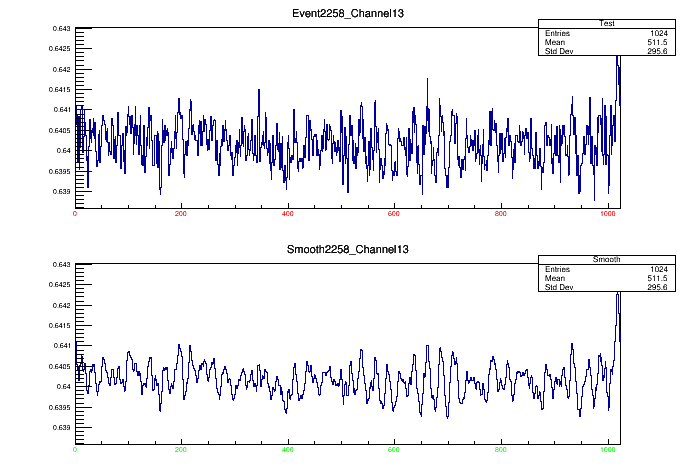 Event2258_Channel13
Test
Entries 1024
Mean 511.5
Std Dev 295.6
0.643
0.6425
0.642
0.6415
0.641
0.6405
0.64
0.6395
0.639
0 200 400 600 800 1000
Smooth2258_Channel13
Smooth
Entries 1024
Mean 511.5
Std Dev 295.6
0.643
0.6425
0.642
0.6415
0.641
0.6405
0.64
0.6395
0.639
0 200 400 600 800 1000